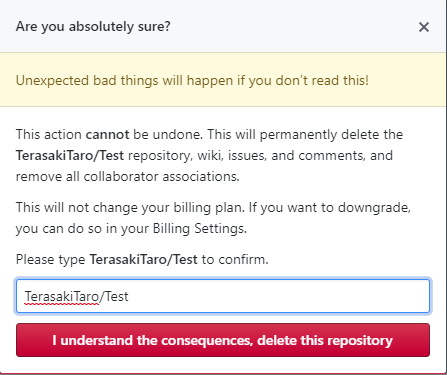 Are you absolutely sure?
Unexpected bad things will happen if you don’t read this!
This action cannot be undone. This will permanently delete the
TerasakiTaro/Test repository, wiki, issues, and comments, and
remove all collaborator associations.
This will not change your billing plan. If you want to downgrade,
you can do so in your Billing Settings.
Please type TerasakiTaro/Test to confirm.
TerasakiTaro/Test
I understand the consequences, delete this repository